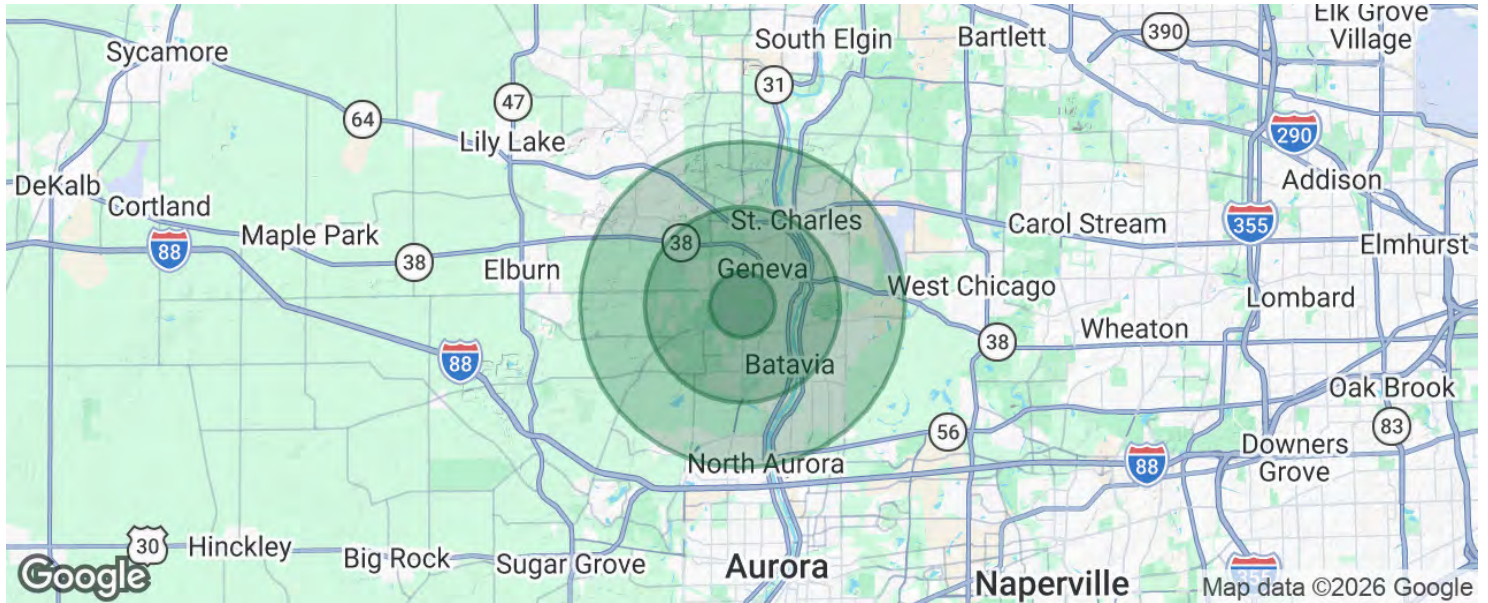 Elk Grove
Village
South Elgin
Bartlett
390
Sycamore
31
47
64
290
Lily Lake
Addison
DeKalb
Cortland
St. Charles
Carol Stream
355
Maple Park
38
38
88
Elmhurst
Elburn
Geneva
West Chicago
Lombard
Wheaton
38
88
Batavia
Oak Brook
56
83
North Aurora
88
Downers
Grove
30
Hinckley
Big Rock
Sugar Grove
Aurora
Naperville
355
Google
Map data ©2026 Google